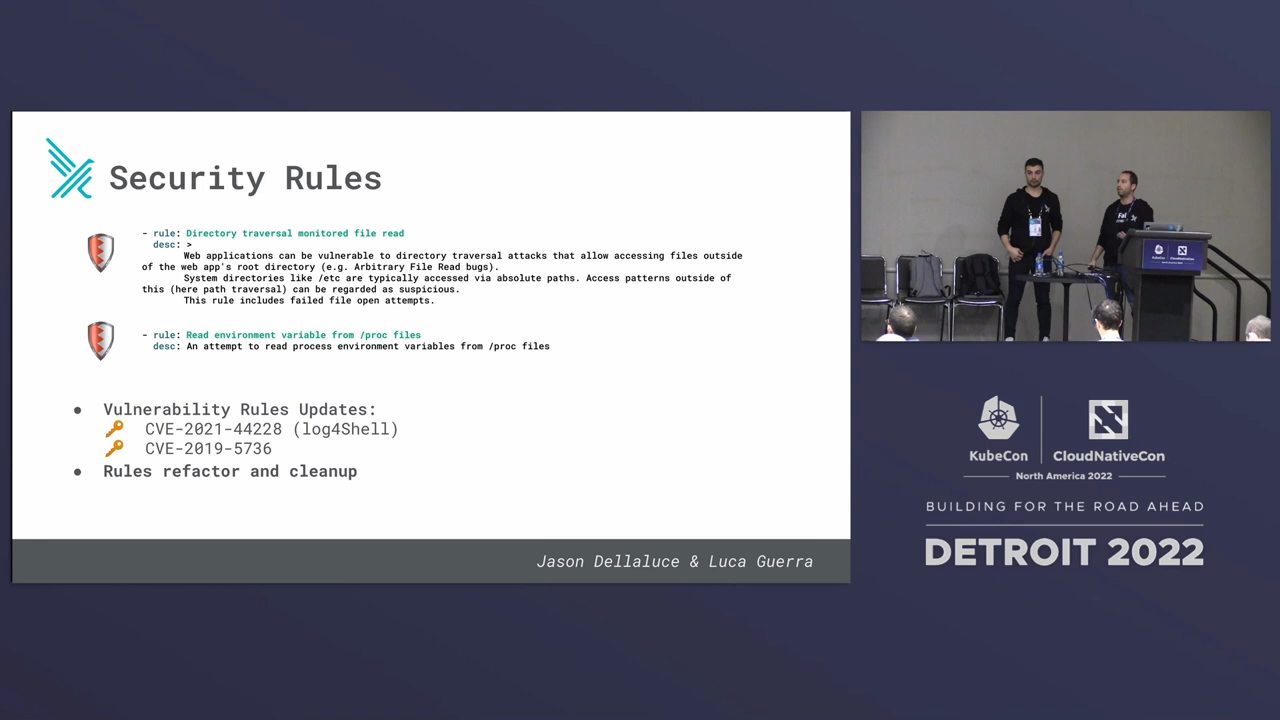 Security Rules
- rule: Directory traversal monitored file read
desc: >
Web applications can be vulnerable to directory traversal attacks that allow accessing files outside
of the web app's root directory (e.g. Arbitrary File Read bugs).
System directories like /etc are typically accessed via absolute paths. Access patterns outside of
this (here path traversal) can be regarded as suspicious.
This rule includes failed file open attempts.
- rule: Read environment variable from /proc files
desc: An attempt to read process environment variables from /proc files
● Vulnerability Rules Updates:
CVE-2021-44228 (log4Shell)
CVE-2019-5736
● Rules refactor and cleanup
Jason Dellaluce & Luca Guerra
KubeCon CloudNativeCon
North America 2022
BUILDING FOR THE ROAD AHEAD
DETROIT 2022